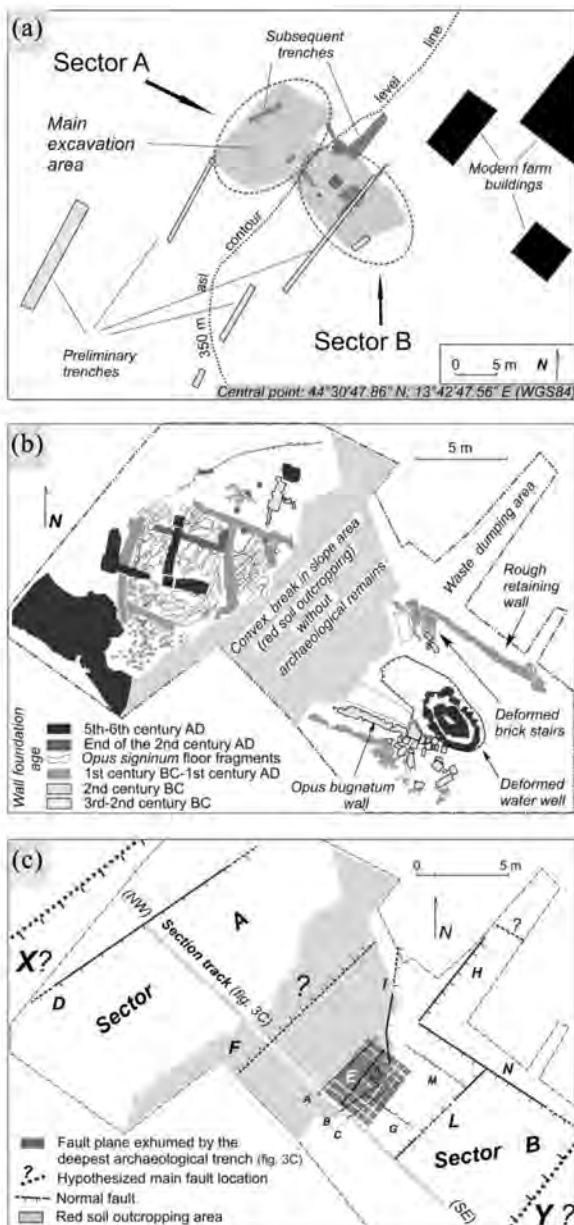 (a)
Subsequent
trenches
Sector A
level
line
Main
excavation
area
Modern farm
buildings
contour
asl
350 m
Preliminary
trenches
Sector B
0 5 m N
Central point: 44°30'47.86" N; 13°42'47.56" E (WGS84)
(b)
5 m
N
Waste dumping area
Convex break in slope area
(red soil outcropping)
without
archaeological remains
Rough
retaining
wall
Wall foundation
age
5th-6th century AD
End of the 2nd century AD
Opus signinum floor fragments
1st century BC-1st century AD
2nd century BC
3rd-2nd century BC
Opus bugnatum
wall
Deformed
brick stairs
Deformed
water well
(c)
0 5 m
N
(NW)
A
Section track (fig. 3C)
X?
D
Sector
?
F
I
H
?
E
A
B
C
G
M
N
L
Sector B
(SE)
Y?
Fault plane exhumed by the
deepest archaeological trench (fig. 3C)
? Hypothesized main fault location
Normal fault
Red soil outcropping area